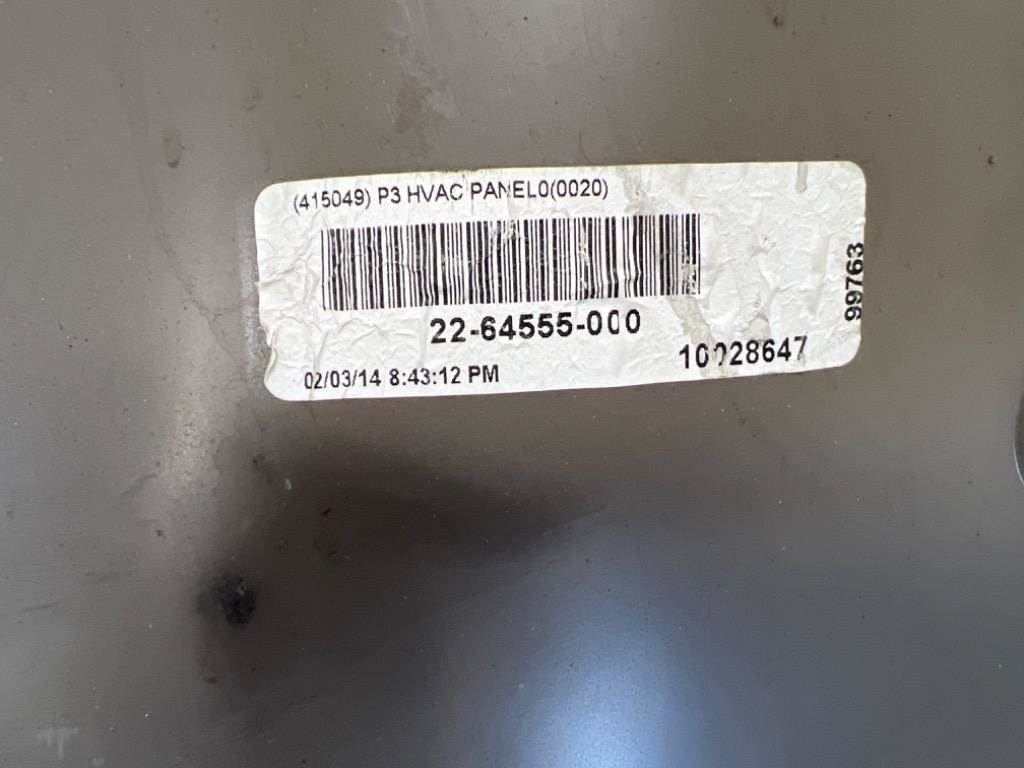 (415049) P3 HVAC PANEL0(0020)
22-64555-000
02/03/14 8:43:12 PM
10028647
99763